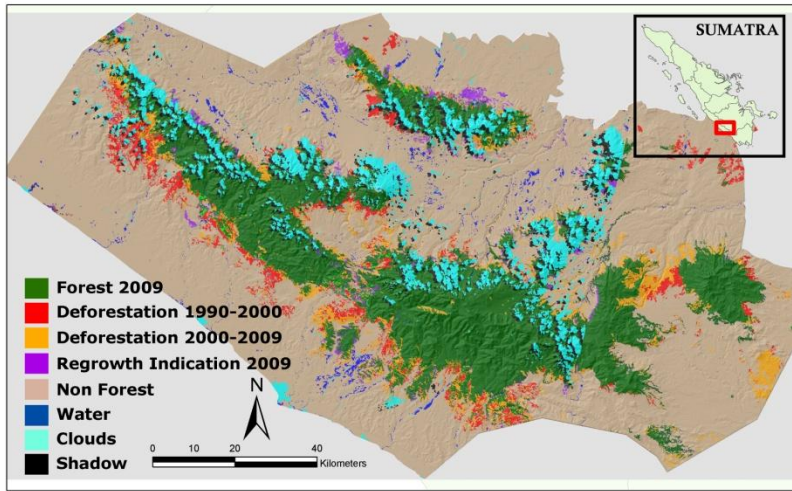 SUMATRA
Forest 2009
Deforestation 1990-2000
Deforestation 2000-2009
Regrowth Indication 2009
Non Forest
Water
Clouds
Shadow
N
0 10 20 40
Kilometers